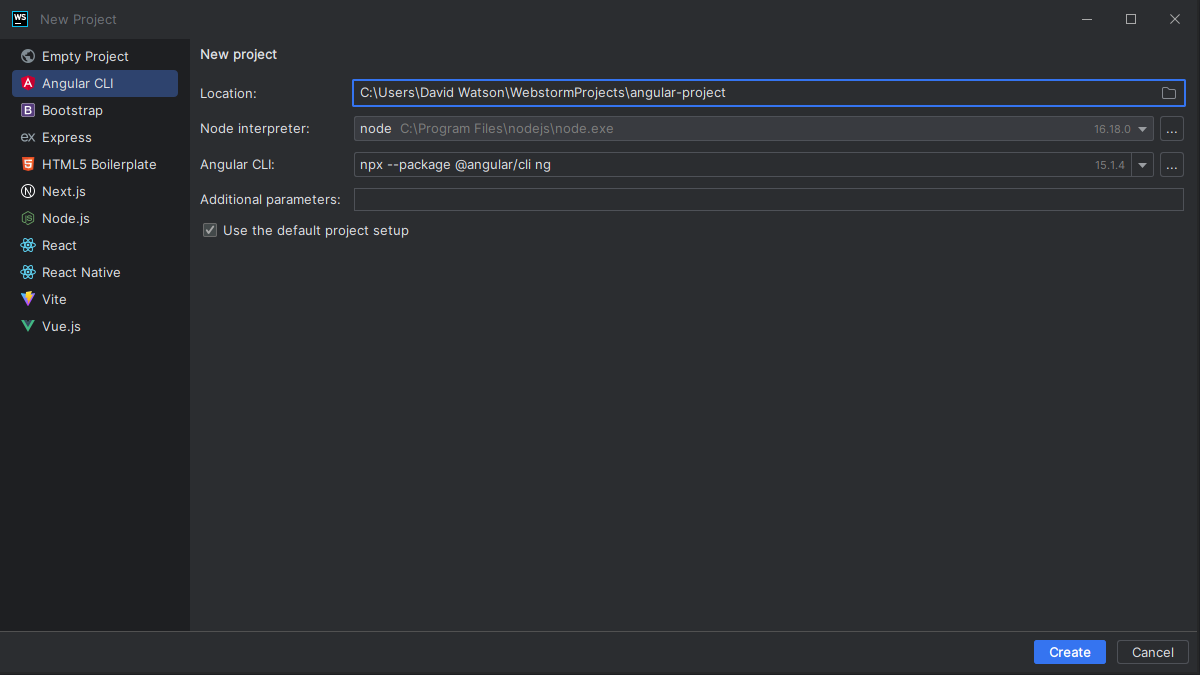 WS New Project
Empty Project
Angular CLI
Bootstrap
Express
HTML5 Boilerplate
Next.js
Node.js
React
React Native
Vite
Vue.js
New project
Location: C:\Users\David Watson\WebstormProjects\angular-project
Node interpreter: node C:\Program Files\nodejs\node.exe 16.18.0 ...
Angular CLI: npx --package @angular/cli ng 15.1.4 ...
Additional parameters:
Use the default project setup
Create Cancel